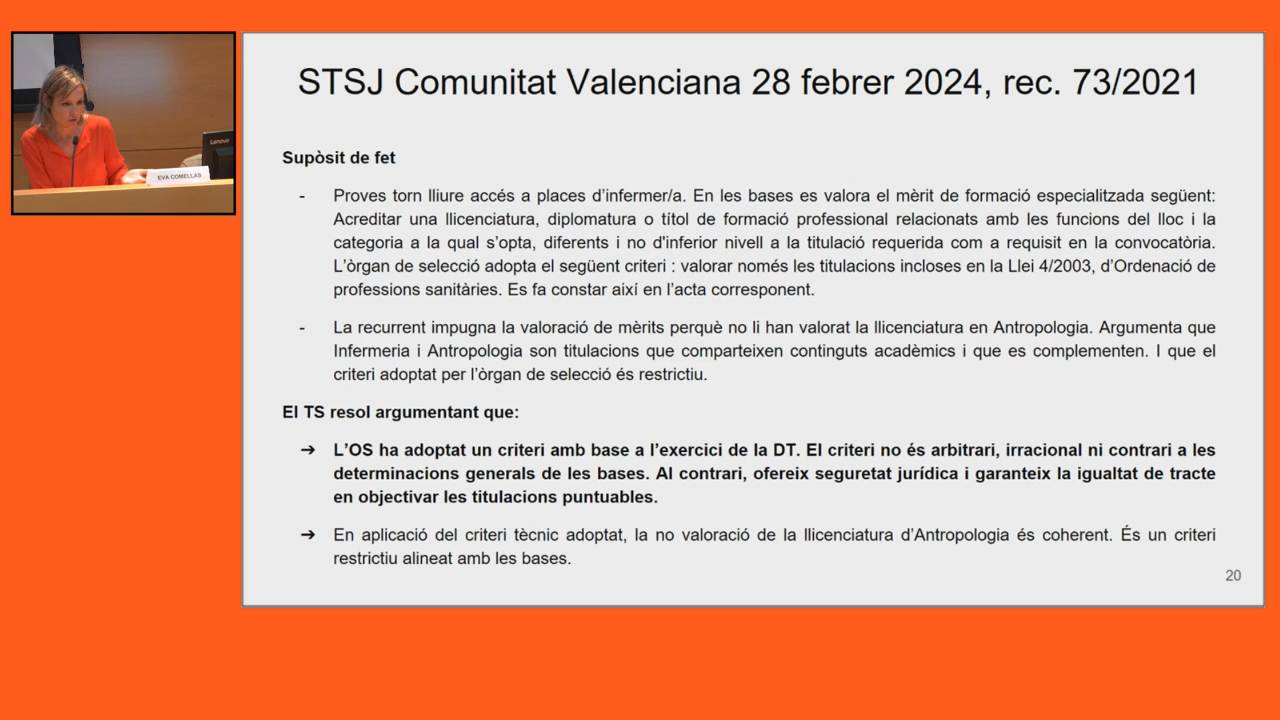 Lenovo
EVA COMELLAS
STSJ Comunitat Valenciana 28 febrer 2024, rec. 73/2021
Supòsit de fet
- Proves torn lliure accés a places d’infermer/a. En les bases es valora el mèrit de formació especialitzada següent:
Acreditar una llicenciatura, diplomatura o títol de formació professional relacionats amb les funcions del lloc i la
categoria a la qual s’opta, diferents i no d'inferior nivell a la titulació requerida com a requisit en la convocatòria.
L’òrgan de selecció adopta el següent criteri : valorar només les titulacions incloses en la Llei 4/2003, d’Ordenació de
professions sanitàries. Es fa constar així en l’acta corresponent.
- La recurrent impugna la valoració de mèrits perquè no li han valorat la llicenciatura en Antropologia. Argumenta que
Infermeria i Antropologia son titulacions que comparteixen continguts acadèmics i que es complementen. I que el
criteri adoptat per l’òrgan de selecció és restrictiu.
El TS resol argumentant que:
➔ L’OS ha adoptat un criteri amb base a l’exercici de la DT. El criteri no és arbitrari, irracional ni contrari a les
determinacions generals de les bases. Al contrari, ofereix seguretat jurídica i garanteix la igualtat de tracte
en objectivar les titulacions puntuables.
➔ En aplicació del criteri tècnic adoptat, la no valoració de la llicenciatura d’Antropologia és coherent. És un criteri
restrictiu alineat amb les bases.
20